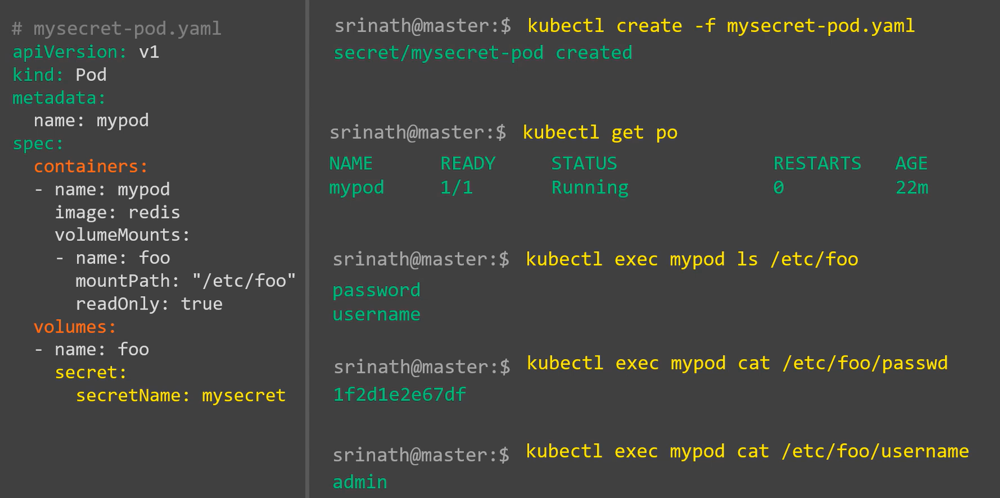 # mysecret-pod.yaml
apiVersion: v1
kind: Pod
metadata:
  name: mypod
spec:
  containers:
  - name: mypod
    image: redis
    volumeMounts:
    - name: foo
      mountPath: "/etc/foo"
      readOnly: true
  volumes:
  - name: foo
    secret:
      secretName: mysecret
srinath@master:$ kubectl create -f mysecret-pod.yaml
secret/mysecret-pod created
srinath@master:$ kubectl get po
NAME READY STATUS RESTARTS AGE
mypod 1/1 Running 0 22m
srinath@master:$ kubectl exec mypod ls /etc/foo
password
username
srinath@master:$ kubectl exec mypod cat /etc/foo/passwd
1f2d1e2e67df
srinath@master:$ kubectl exec mypod cat /etc/foo/username
admin